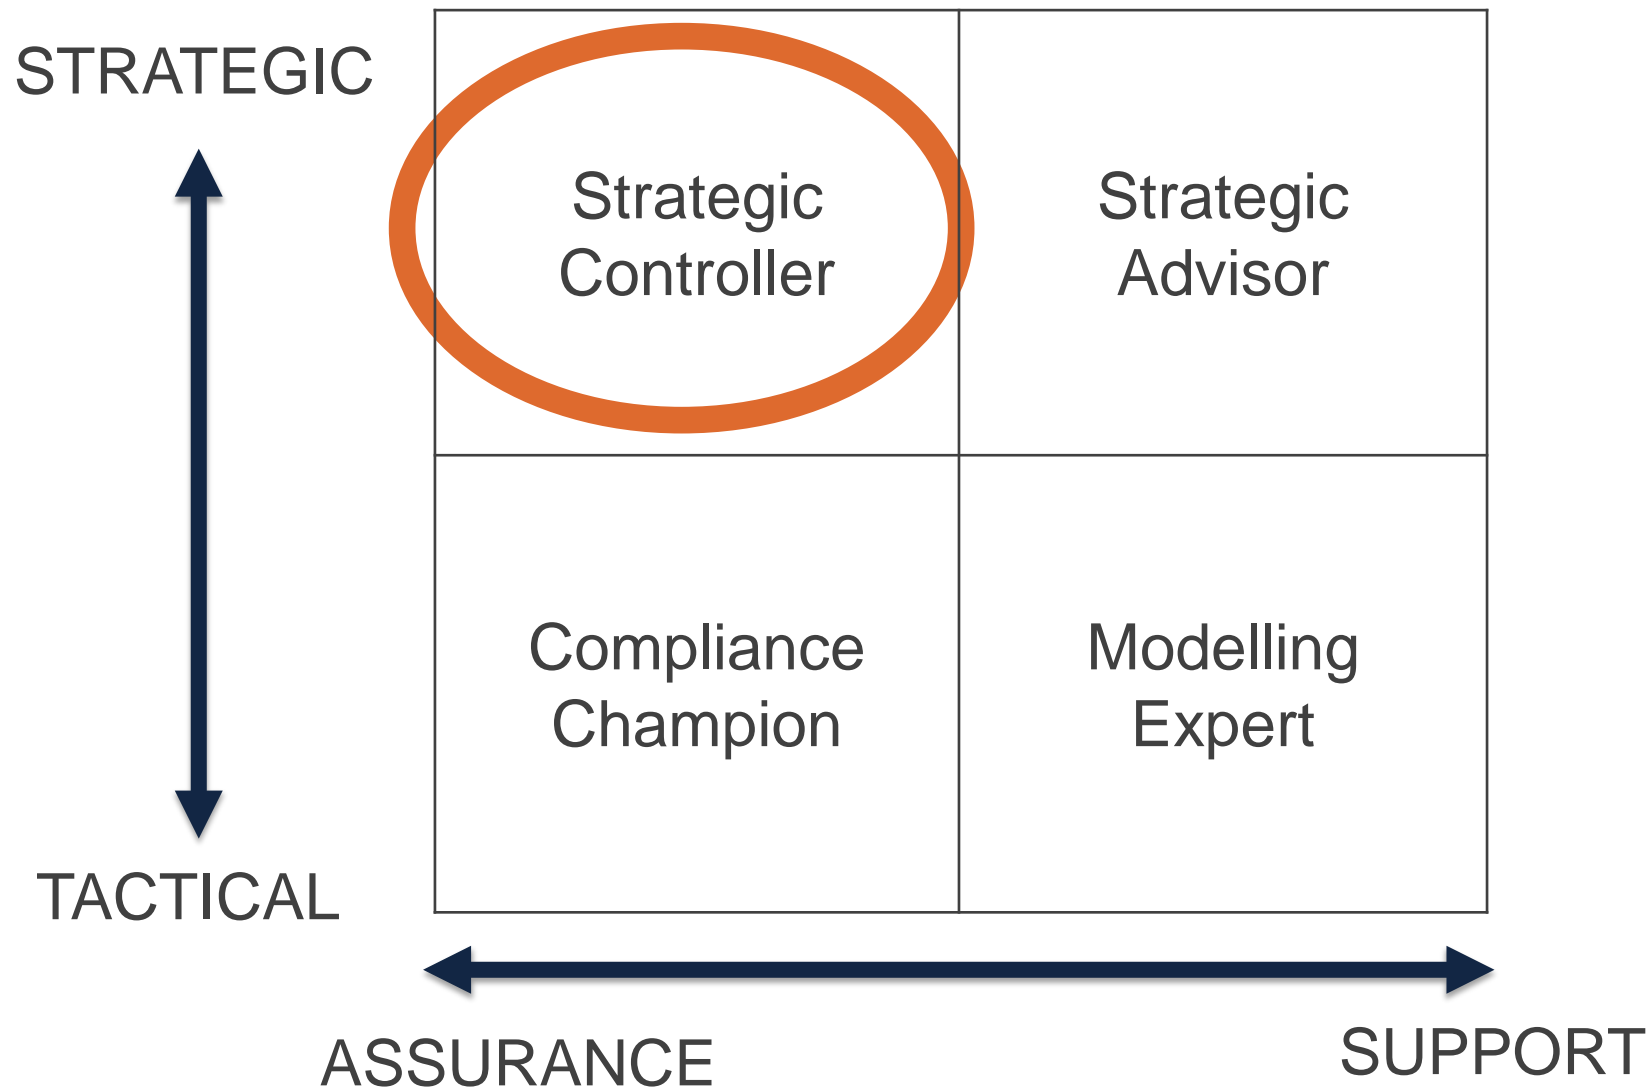 STRATEGIC
Strategic
Controller
Strategic
Advisor
Compliance
Champion
Modelling
Expert
TACTICAL
ASSURANCE
SUPPORT